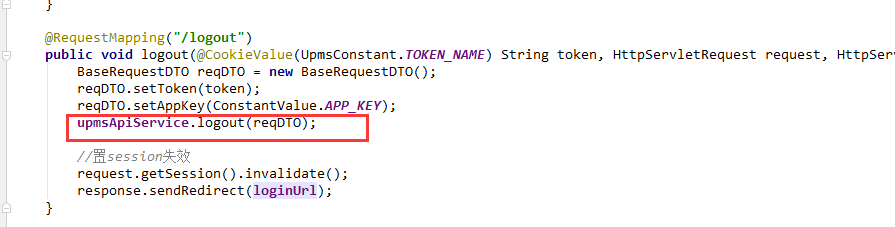 }
@RequestMapping("/logout")
public void logout(@CookieValue(UpmsConstant.TOKEN_NAME) String token, HttpServletRequest request, HttpServ
BaseRequestDTO reqDTO = new BaseRequestDTO();
reqDTO.setToken(token);
reqDTO.setAppKey(ConstantValue.APP_KEY);
upmsApiService.logout(reqDTO);
//置session失效
request.getSession().invalidate();
response.sendRedirect(loginUrl);
}